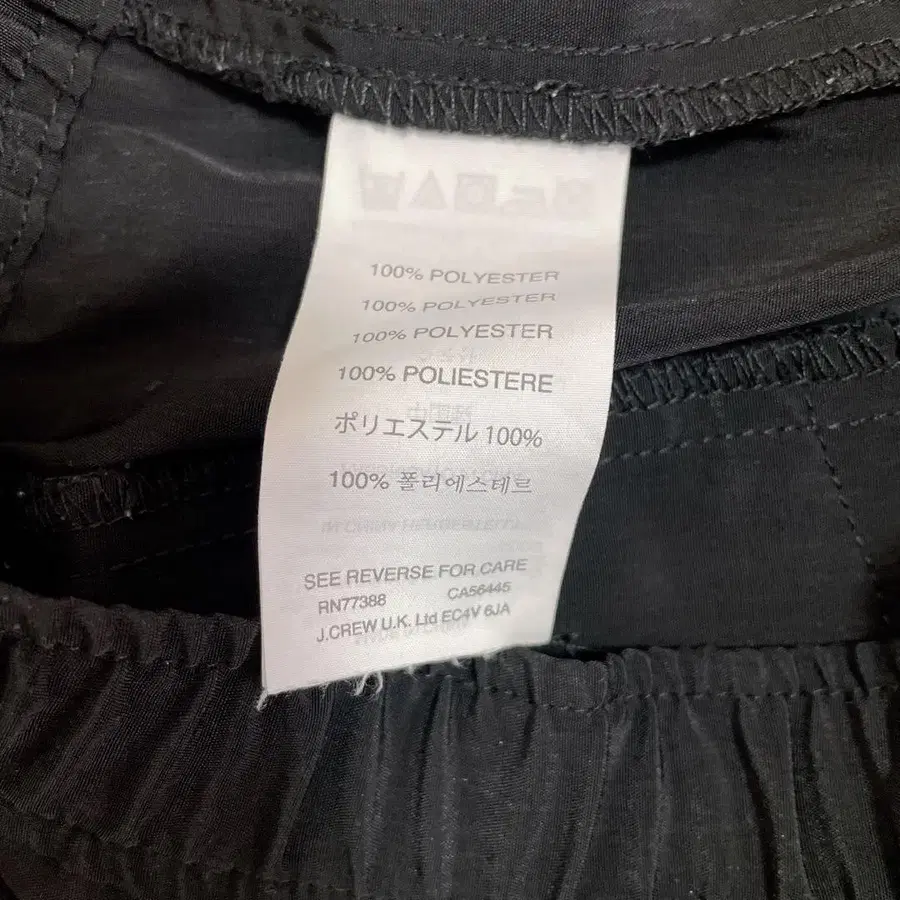 100% POLYESTER
100% POLYESTER
100% POLYESTER
100% POLIESTERE
ポリエステル 100%
100% 폴리에스테르
SEE REVERSE FOR CARE
RN77388 CA56445
J.CREW U.K. Ltd EC4V 6JA